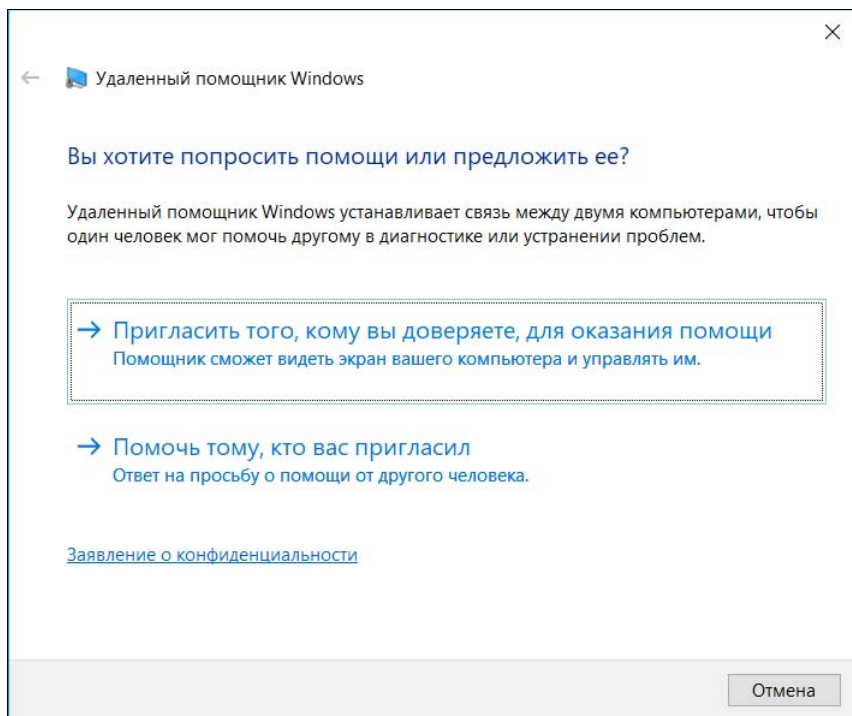 Удаленный помощник Windows
Вы хотите попросить помощи или предложить ее?
Удаленный помощник Windows устанавливает связь между двумя компьютерами, чтобы
один человек мог помочь другому в диагностике или устранении проблем.
Пригласить того, кому вы доверяете, для оказания помощи
Помощник сможет видеть экран вашего компьютера и управлять им.
Помочь тому, кто вас пригласил
Ответ на просьбу о помощи от другого человека.
Заявление о конфиденциальности
Отмена